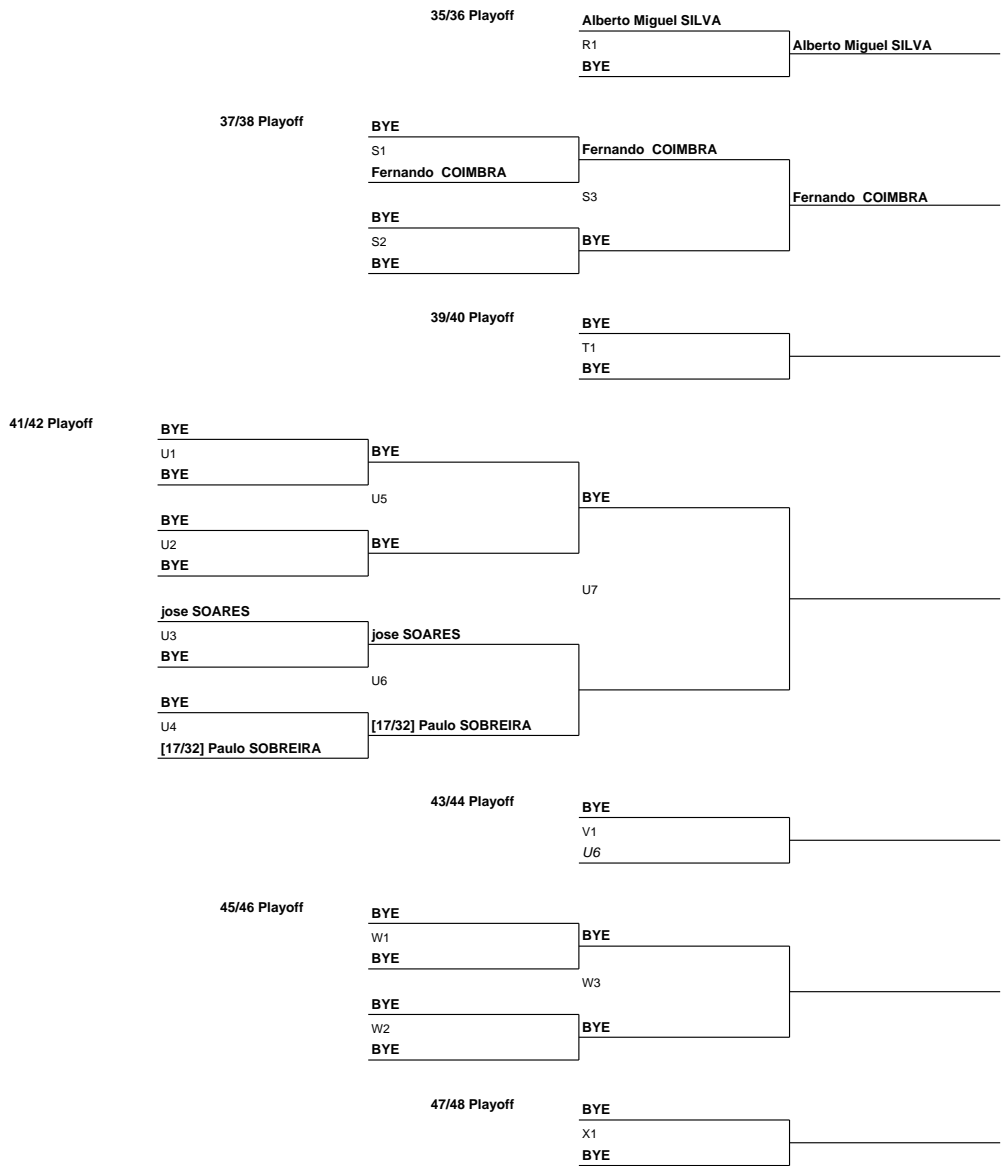 35/36 Playoff
Alberto Miguel SILVA
R1
Alberto Miguel SILVA
BYE
37/38 Playoff
BYE
S1
Fernando COIMBRA
Fernando COIMBRA
S3
Fernando COIMBRA
BYE
S2
BYE
BYE
39/40 Playoff
BYE
T1
BYE
41/42 Playoff
BYE
U1
BYE
BYE
U5
BYE
BYE
U2
BYE
BYE
U7
jose SOARES
U3
jose SOARES
BYE
U6
BYE
U4
[17/32] Paulo SOBREIRA
[17/32] Paulo SOBREIRA
43/44 Playoff
BYE
V1
U6
45/46 Playoff
BYE
W1
BYE
BYE
W3
BYE
W2
BYE
BYE
47/48 Playoff
BYE
X1
BYE